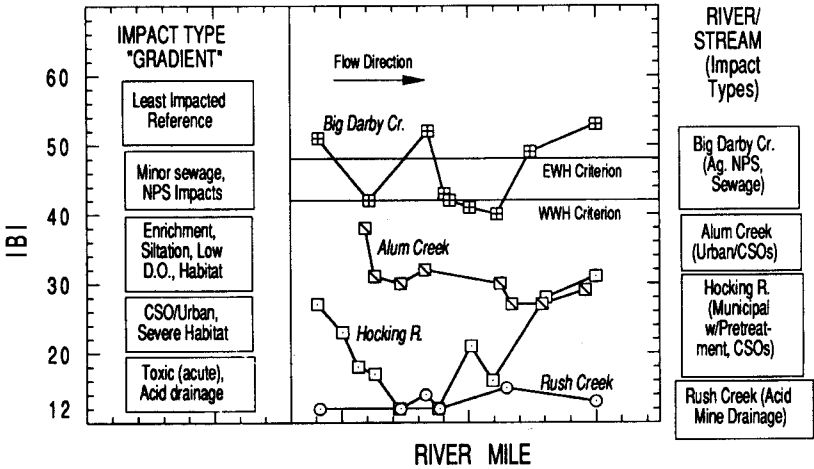 IMPACT TYPE
"GRADIENT"
Least Impacted
Reference
Minor sewage,
NPS Impacts
Enrichment,
Siltation, Low
D.O., Habitat
CSO/Urban,
Severe Habitat
Toxic (acute),
Acid drainage
IBI
60
50
40
30
20
12
Flow Direction
Big Darby Cr.
EWH Criterion
WWH Criterion
Alum Creek
Hocking R.
Rush Creek
RIVER MILE
RIVER/
STREAM
(Impact
Types)
Big Darby Cr.
(Ag. NPS,
Sewage)
Alum Creek
(Urban/CSOs)
Hocking R.
(Municipal
w/Pretreat-
ment, CSOs)
Rush Creek (Acid
Mine Drainage)